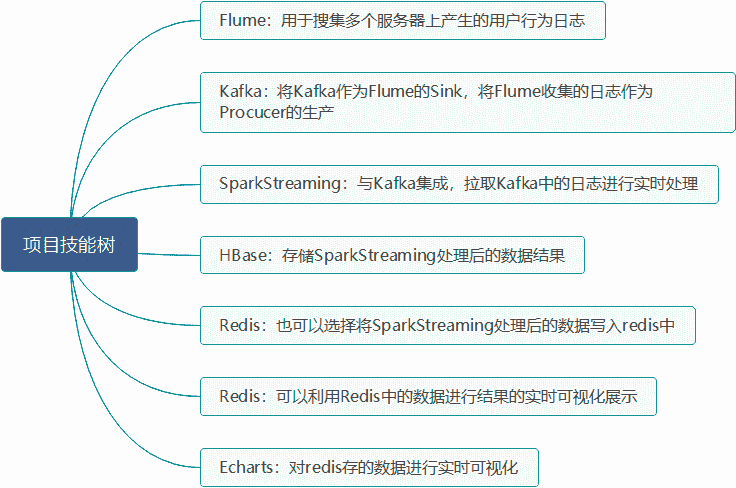 Flume：用于搜集多个服务器上产生的用户行为日志
Kafka：将Kafka作为Flume的Sink，将Flume收集的日志作为
Procucer的生产
SparkStreaming：与Kafka集成，拉取Kafka中的日志进行实时处理
项目技能树
HBase：存储SparkStreaming处理后的数据结果
Redis：也可以选择将SparkStreaming处理后的数据写入redis中
Redis：可以利用Redis中的数据进行结果的实时可视化展示
Echarts：对redis存的数据进行实时可视化